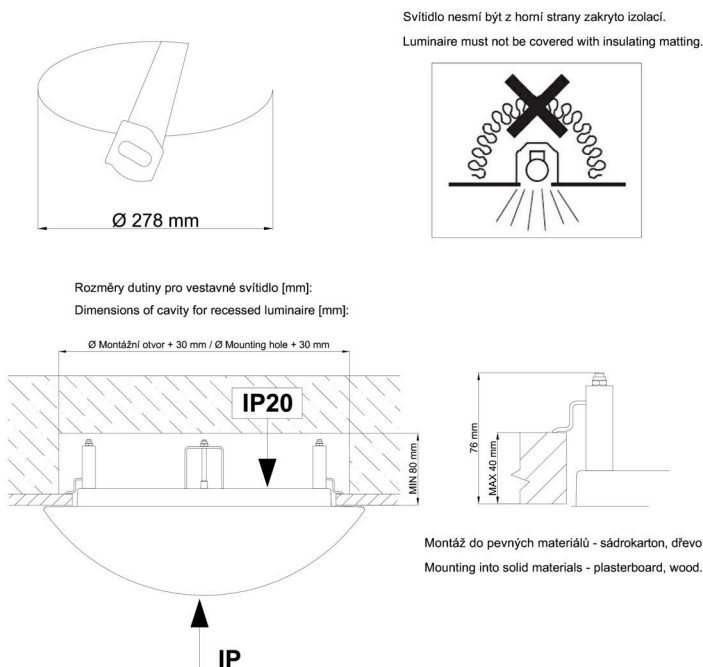 Svítidlo nesmí být z horní strany zakryto izolací.
Luminaire must not be covered with insulating matting.
Ø 278 mm
Rozměry dutiny pro vestavné svítidlo [mm]:
Dimensions of cavity for recessed luminaire [mm]:
Ø Montážní otvor + 30 mm / Ø Mounting hole + 30 mm
IP20
MIN 80 mm
76 mm
MAX 40 mm
Montáž do pevných materiálů - sádrokarton, dřevo
Mounting into solid materials - plasterboard, wood.
IP